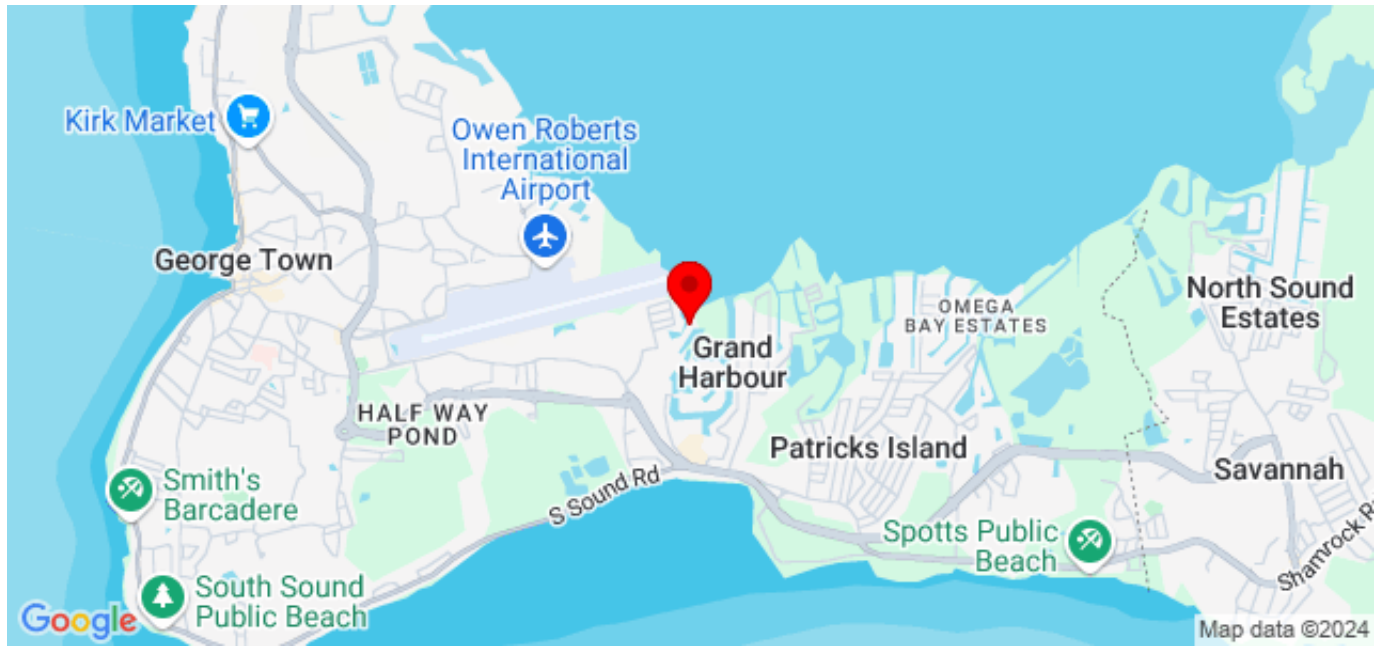 Kirk Market
Owen Roberts
International
Airport
George Town
Grand
Harbour
OMEGA
BAY ESTATES
North Sound
Estates
HALF WAY
POND
Patricks Island
Savannah
Smith's
Barcadere
S Sound Rd
Spotts Public
Beach
Shamrock R
South Sound
Public Beach
Google
Map data ©2024